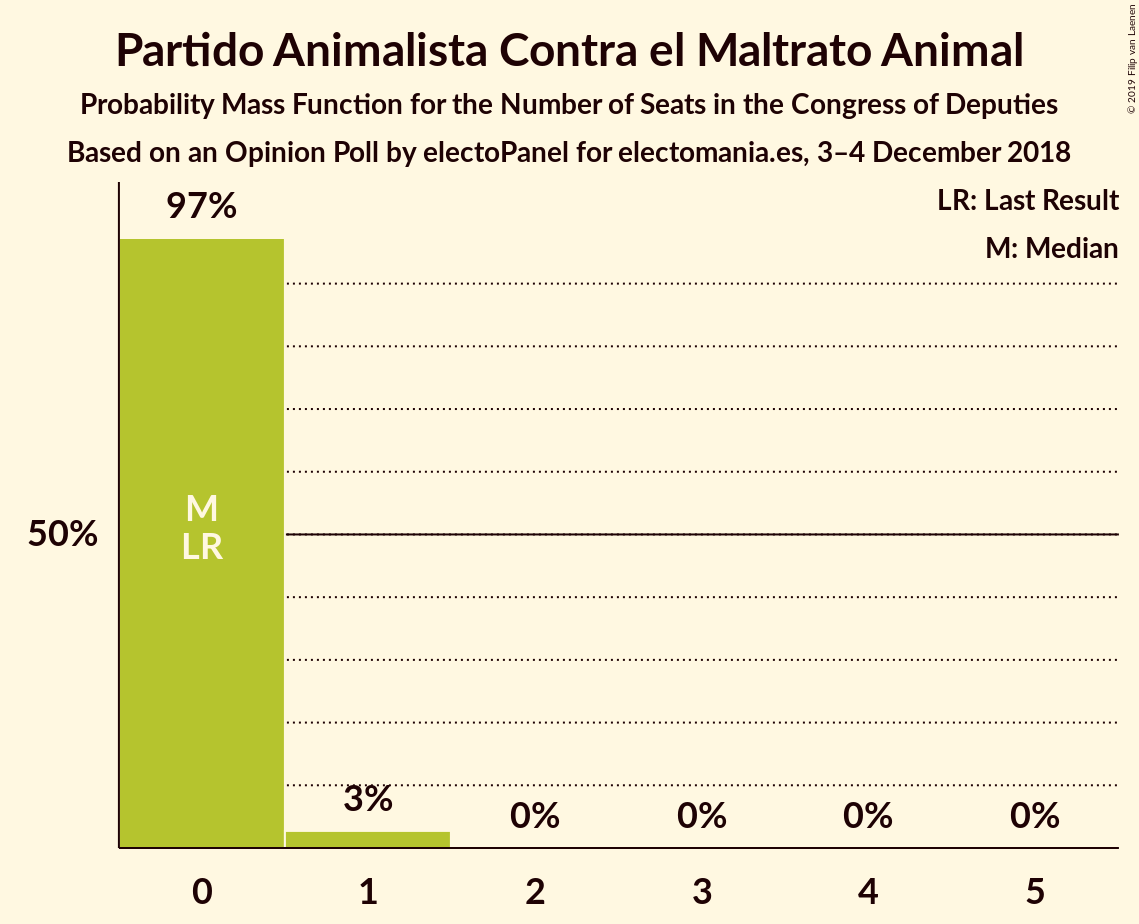 Partido Animalista Contra el Maltrato Animal
Probability Mass Function for the Number of Seats in the Congress of Deputies
Based on an Opinion Poll by electoPanel for electomania.es, 3–4 December 2018
© 2019 Filip van Laenen
LR: Last Result
M: Median
97%
M
LR
50%
3%
0%
0%
0%
0%
0
1
2
3
4
5